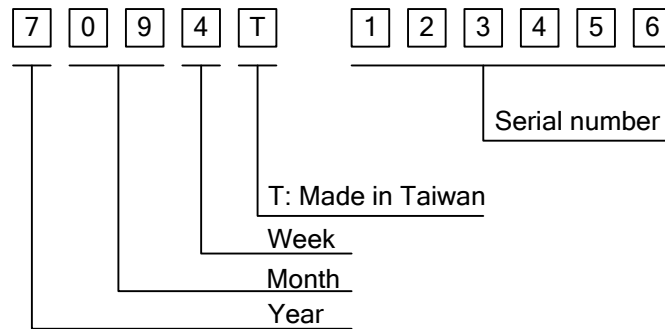 7 0 9 4 T 1 2 3 4 5 6
Serial number
T: Made in Taiwan
Week
Month
Year